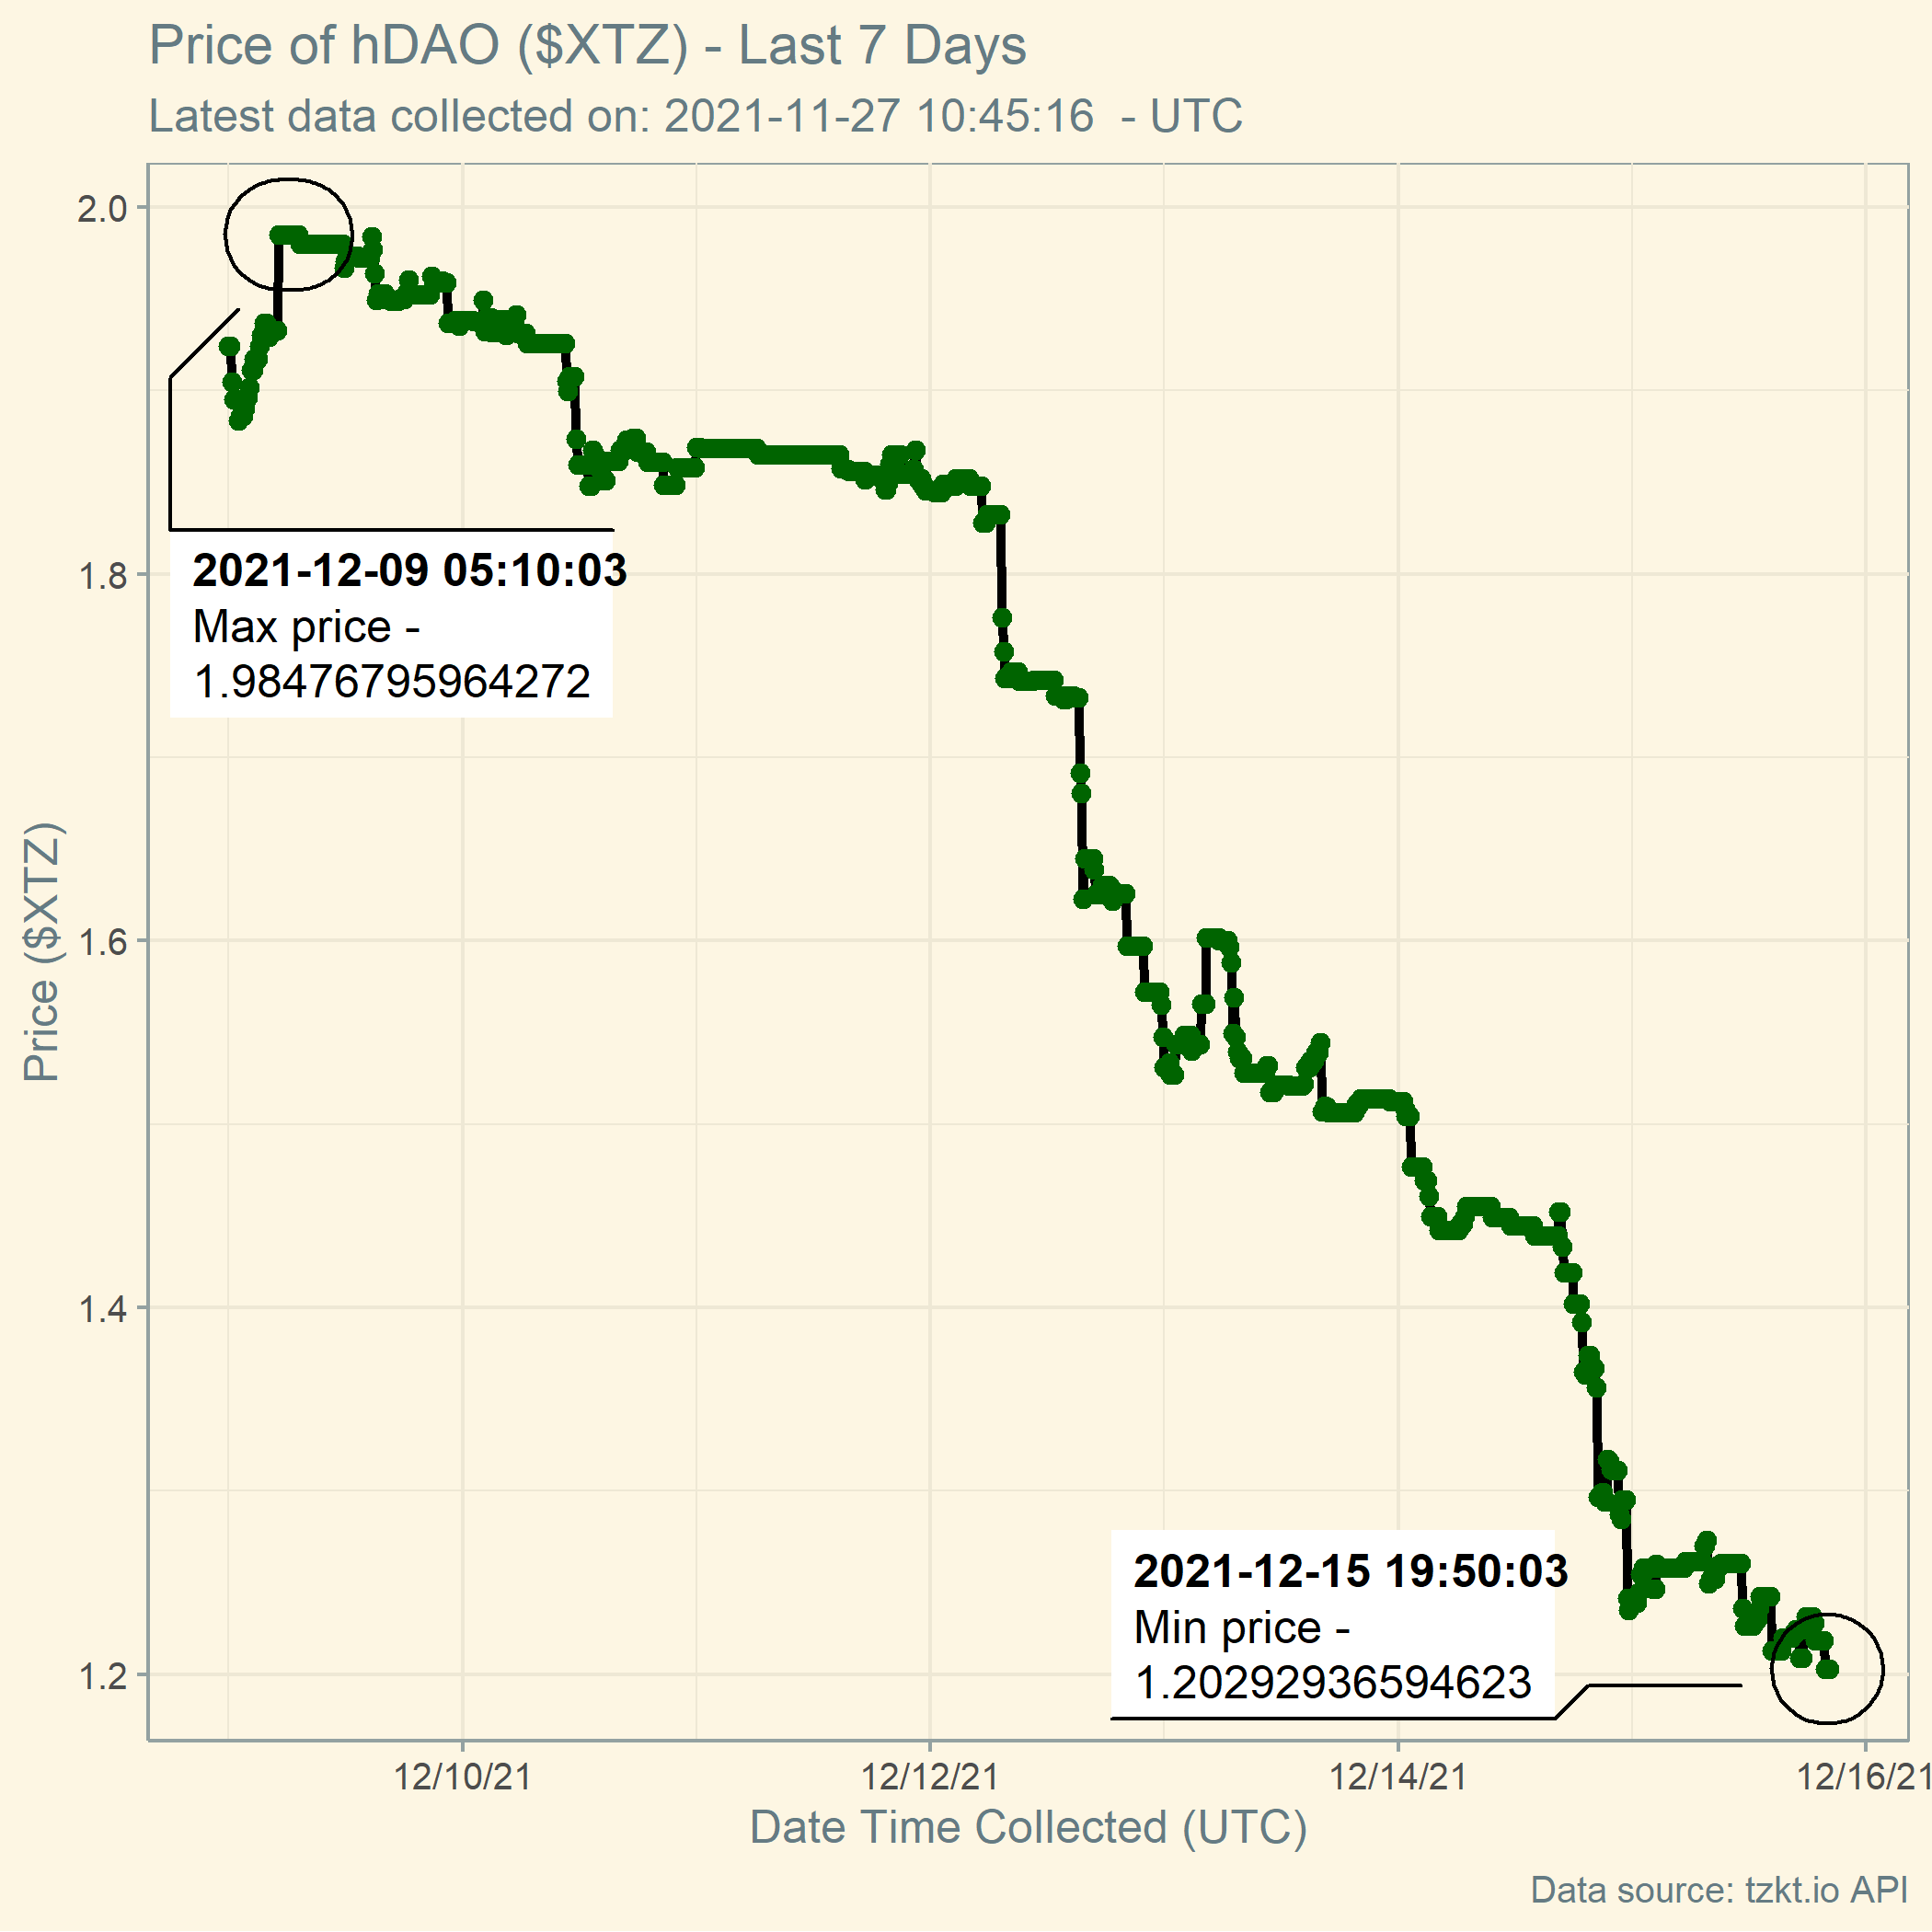 Price of hDAO ($XTZ) - Last 7 Days
Latest data collected on: 2021-11-27 10:45:16  - UTC
2.0
1.8
1.6
1.4
1.2
Price ($XTZ)
2021-12-09 05:10:03
Max price -
1.98476795964272
2021-12-15 19:50:03
Min price -
1.20292936594623
12/10/21
12/12/21
12/14/21
12/16/21
Date Time Collected (UTC)
Data source: tzkt.io API